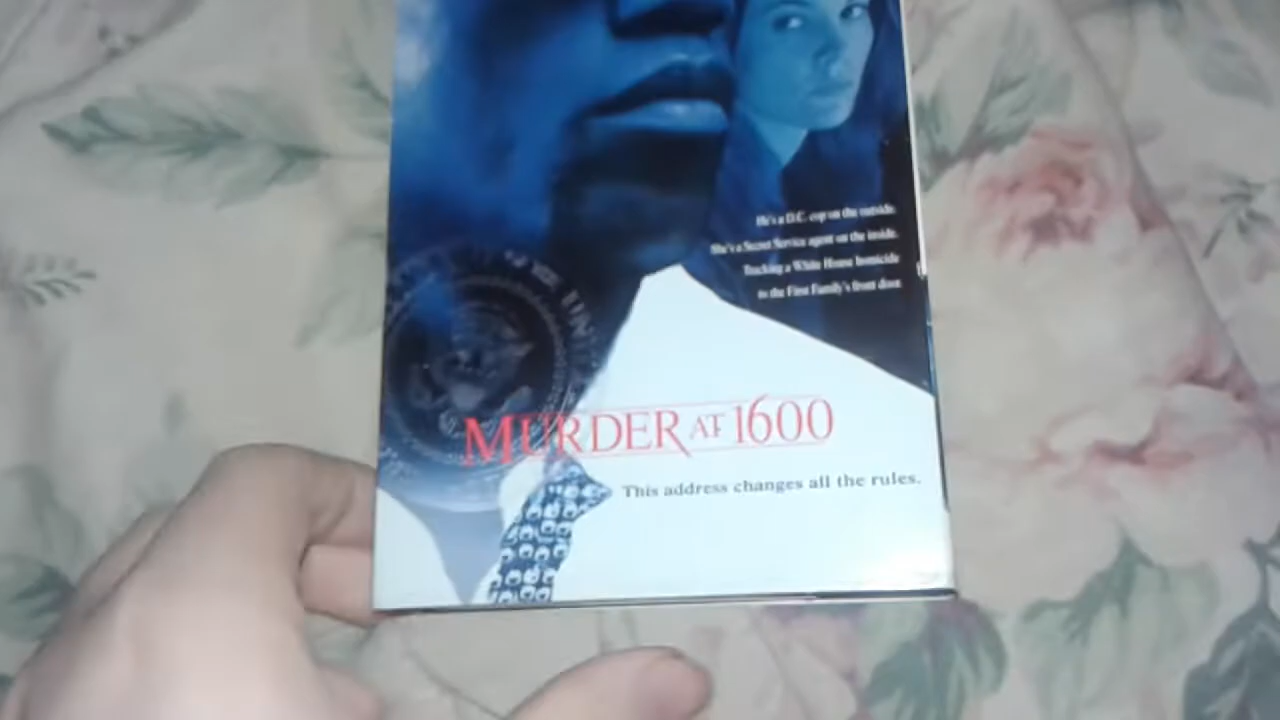 He's a D.C. cop on the outside.
She's a Secret Service agent on the inside.
Tracking a White House homicide
to the First Family's front door.
MURDER AT 1600
This address changes all the rules.